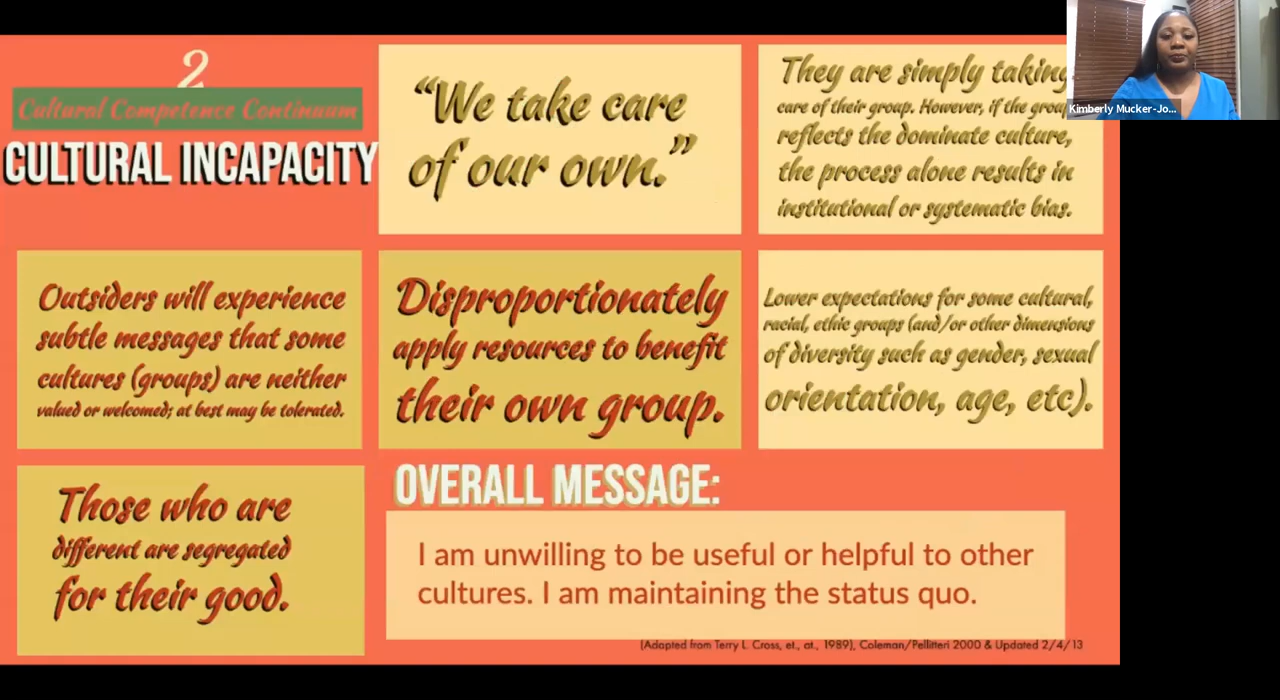 2
Cultural Competence Continuum
CULTURAL INCAPACITY
“We take care
of our own.”
They are simply taking
care of their group. However, if the grou
reflects the dominate culture,
the process alone results in
institutional or systematic bias.
Kimberly Mucker-Jo...
Outsiders will experience
subtle messages that some
cultures (groups) are neither
valued or welcomed; at best may be tolerated.
Disproportionately
apply resources to benefit
their own group.
Lower expectations for some cultural,
racial, ethic groups (and/or other dimensions
of diversity such as gender, sexual
orientation, age, etc).
Those who are
different are segregated
for their good.
OVERALL MESSAGE:
I am unwilling to be useful or helpful to other
cultures. I am maintaining the status quo.
(Adapted from Terry L. Cross, et., at., 1989), Coleman/Pellitteri 2000 & Updated 2/4/13